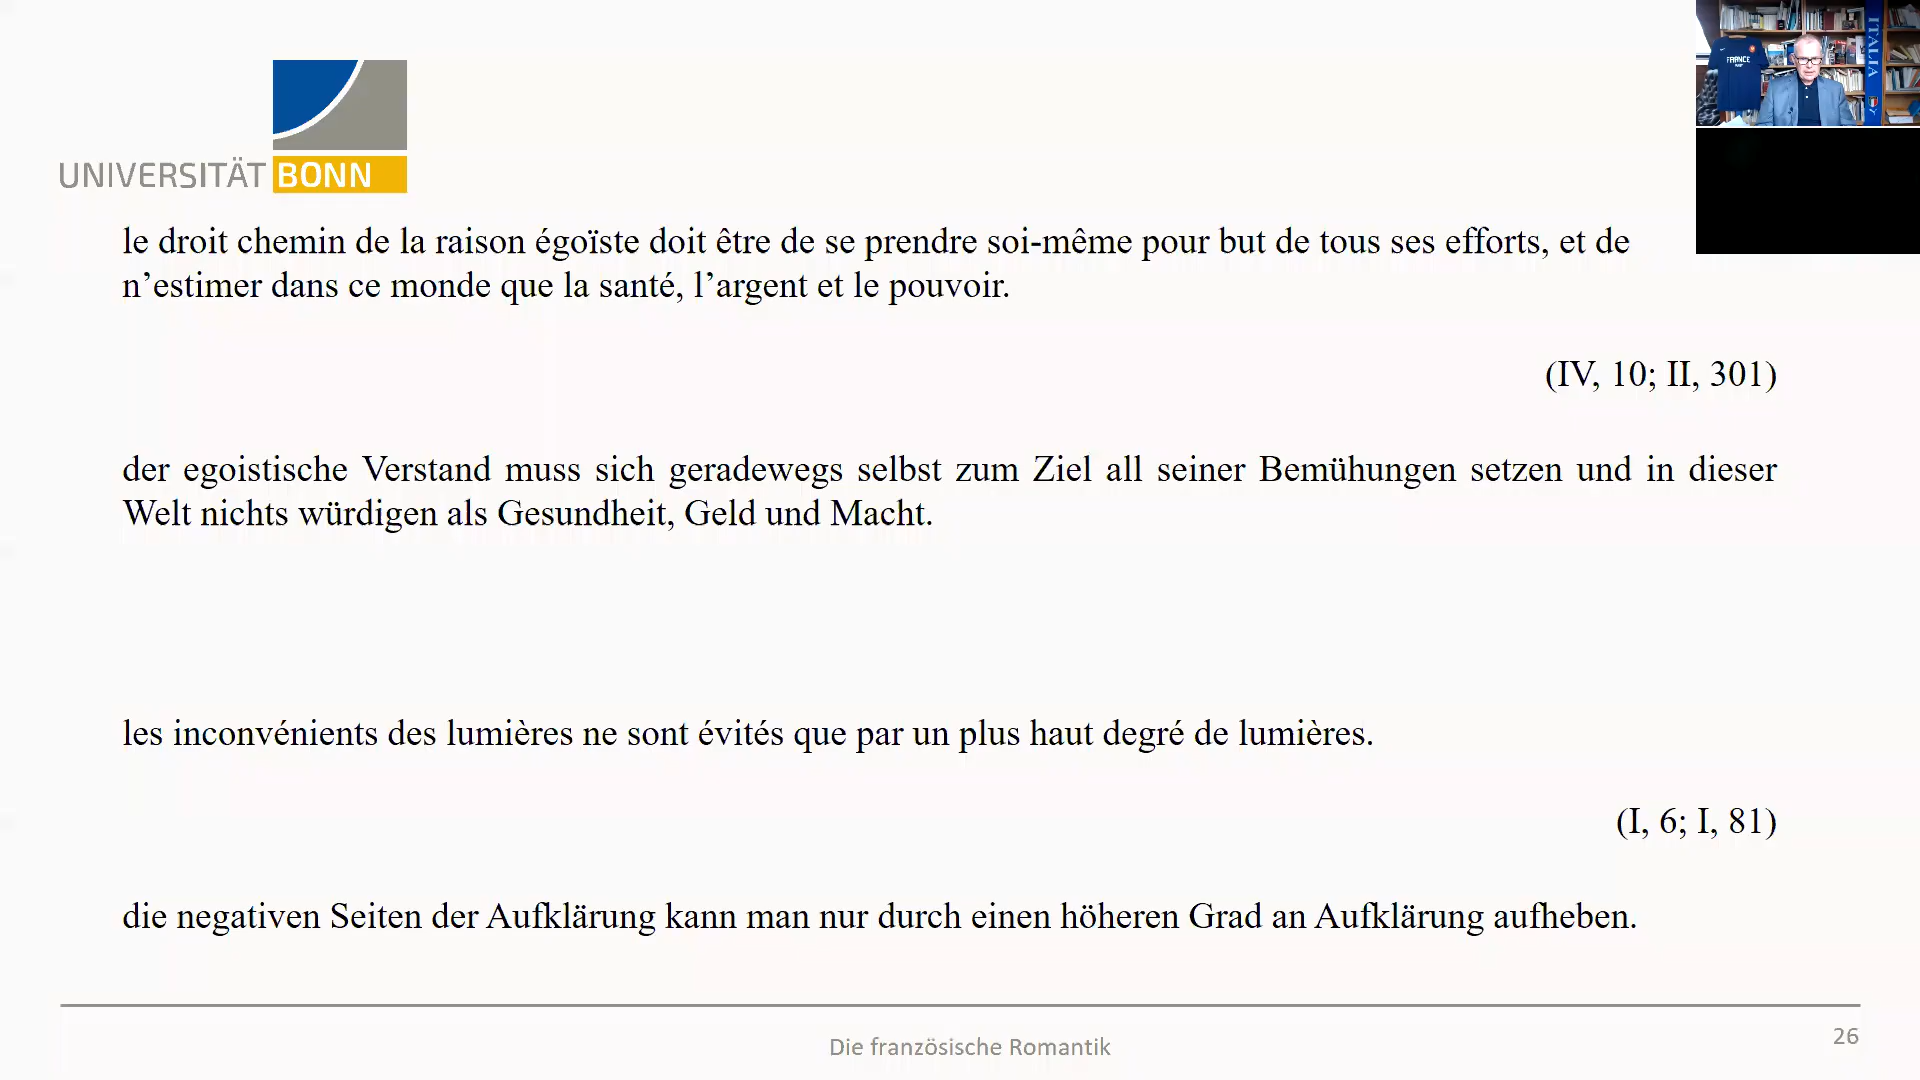 UNIVERSITÄT BONN
FRANCE
ITALIA
le droit chemin de la raison égoïste doit être de se prendre soi-même pour but de tous ses efforts, et de
n’estimer dans ce monde que la santé, l’argent et le pouvoir.
(IV, 10; II, 301)
der egoistische Verstand muss sich geradewegs selbst zum Ziel all seiner Bemühungen setzen und in dieser
Welt nichts würdigen als Gesundheit, Geld und Macht.
les inconvénients des lumières ne sont évités que par un plus haut degré de lumières.
(I, 6; I, 81)
die negativen Seiten der Aufklärung kann man nur durch einen höheren Grad an Aufklärung aufheben.
Die französische Romantik
26